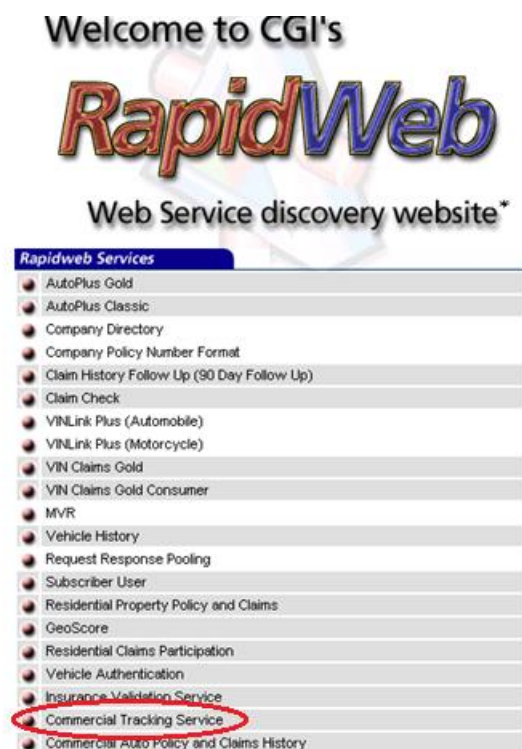 Welcome to CGI's
RapidWeb
Web Service discovery website*
Rapidweb Services
AutoPlus Gold
AutoPlus Classic
Company Directory
Company Policy Number Format
Claim History Follow Up (90 Day Follow Up)
Claim Check
VINLink Plus (Automobile)
VINLink Plus (Motorcycle)
VIN Claims Gold
VIN Claims Gold Consumer
MVR
Vehicle History
Request Response Pooling
Subscriber User
Residential Property Policy and Claims
GeoScore
Residential Claims Participation
Vehicle Authentication
Insurance Validation Service
Commercial Tracking Service
Commercial Auto Policy and Claims History